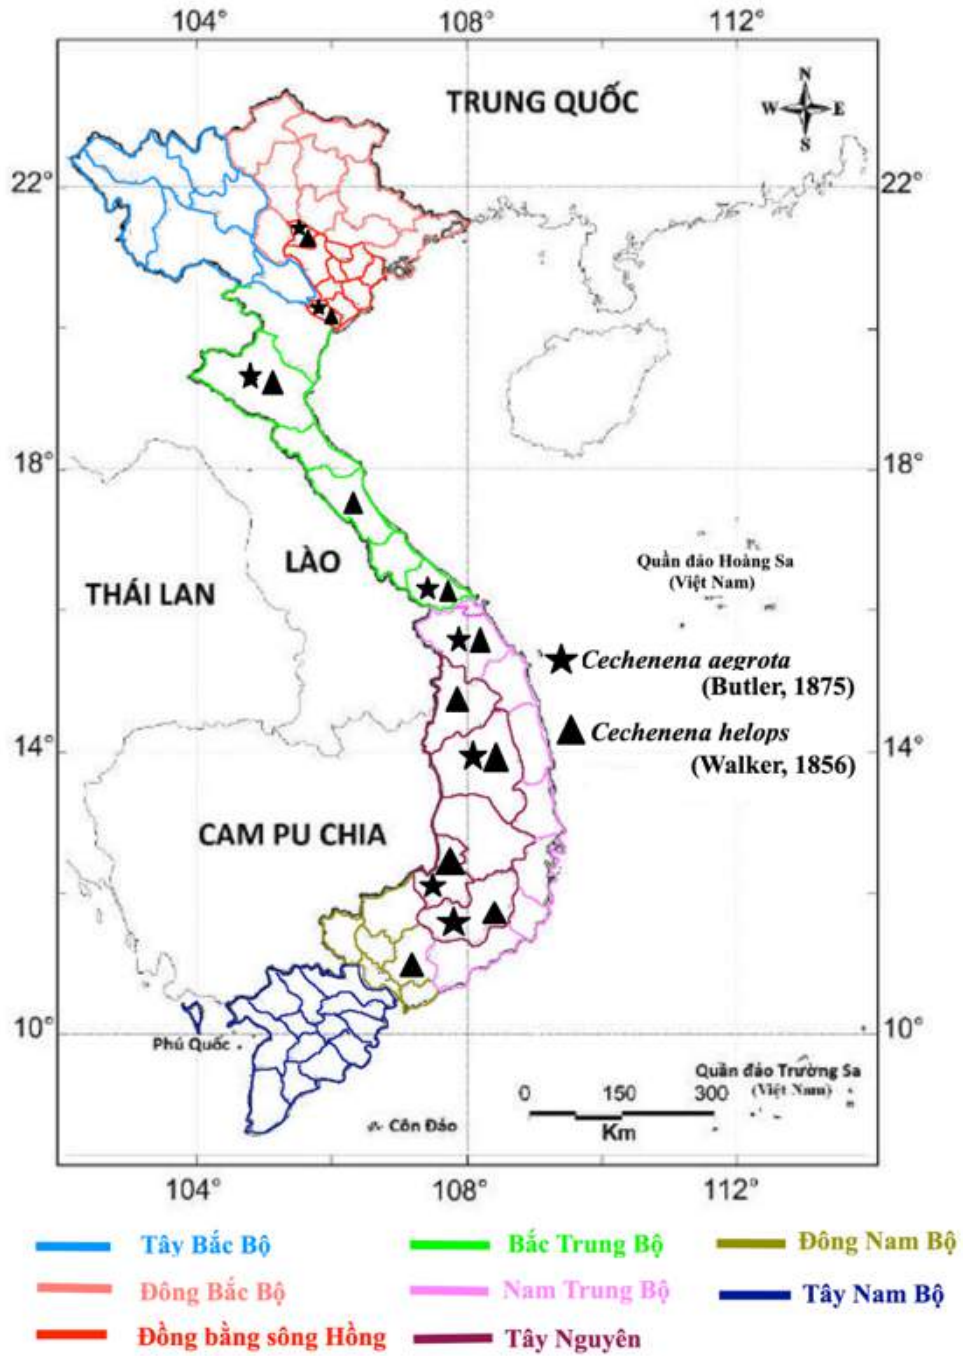 104° 108° 112°
TRUNG QUỐC
N
W E
S
22° 22°
18° 18°
LÀO
THÁI LAN
Quần đảo Hoàng Sa
(Việt Nam)
Cechenena aegrota
(Butler, 1875)
Cechenena helops
(Walker, 1856)
14° 14°
CAM PU CHIA
10° 10°
Phú Quốc
Quần đảo Trường Sa
(Việt Nam)
0 150 300
Km
Côn Đảo
104° 108° 112°
Tây Bắc Bộ Bắc Trung Bộ Đông Nam Bộ
Đông Bắc Bộ Nam Trung Bộ Tây Nam Bộ
Đồng bằng sông Hồng Tây Nguyên